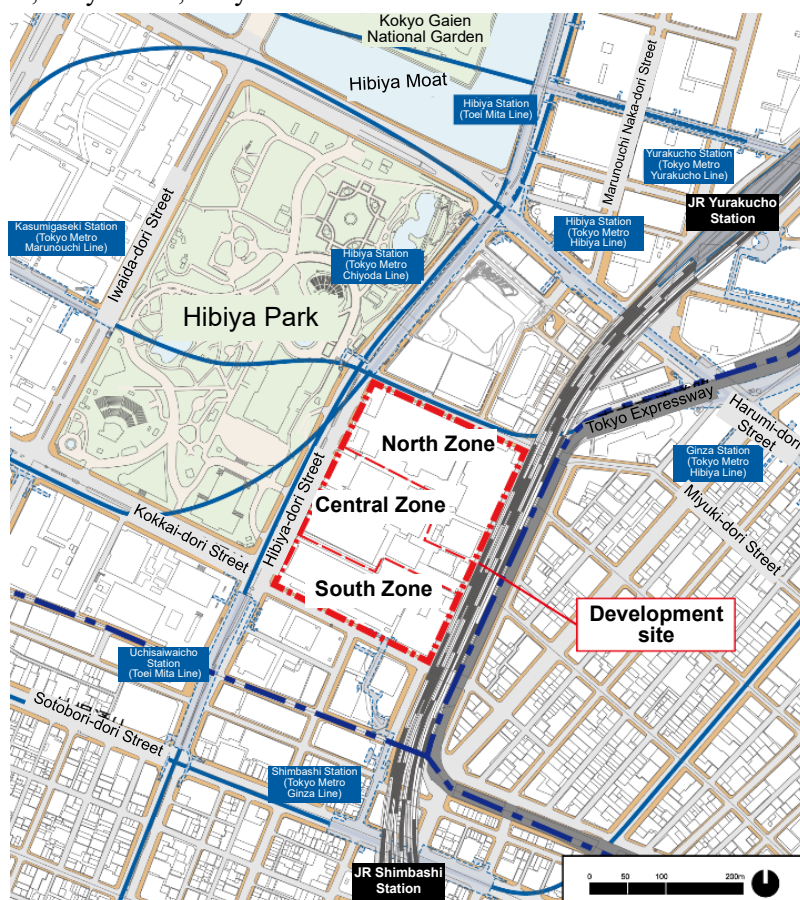 Kokyo Gaien
National Garden
Hibiya Moat
Hibiya Station
(Toei Mita Line)
Marunouchi Naka-dori Street
Yurakucho Station
(Tokyo Metro
Yurakucho Line)
JR Yurakucho
Station
Kasumigaseki Station
(Tokyo Metro
Marunouchi Line)
Iwaida-dori Street
Hibiya Station
(Tokyo Metro
Chiyoda Line)
Hibiya Station
(Tokyo Metro
Hibiya Line)
Hibiya Park
Tokyo Expressway
Harumi-dori
Street
North Zone
Ginza Station
(Tokyo Metro
Hibiya Line)
Miyuki-dori Street
Central Zone
Hibiya-dori Street
Kokkai-dori Street
South Zone
Development
site
Uchisaiwaicho
Station
(Toei Mita Line)
Sotobori-dori Street
Shimbashi Station
(Tokyo Metro
Ginza Line)
JR Shimbashi
Station
0 50 100 200m